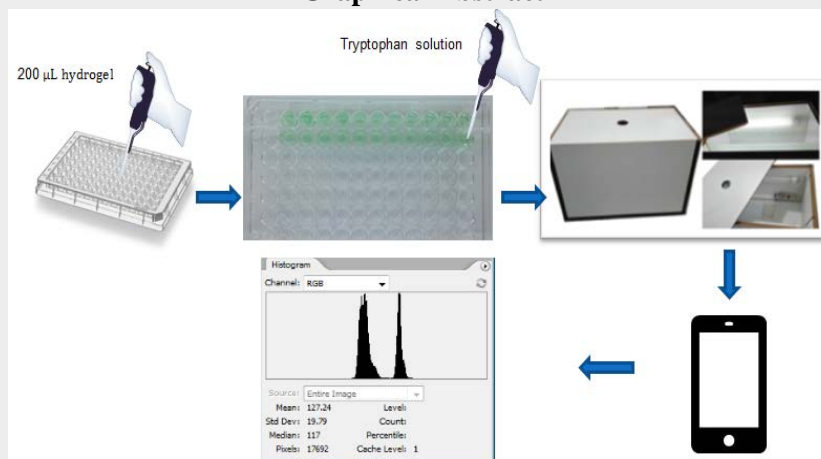 Tryptophan solution
200 µL hydrogel
Histogram
Channel: RGB
Source: Entire Image
Mean: 127.24 Level:
Std Dev: 19.79 Count:
Median: 117 Percentile:
Pixels: 17692 Cache Level: 1